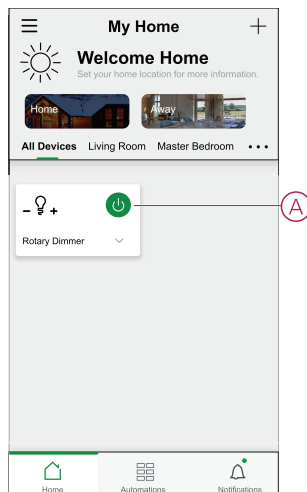 My Home
Welcome Home
Set your home location for more information.
Home Away
All Devices Living Room Master Bedroom
Rotary Dimmer
A
Home Automations Notifications